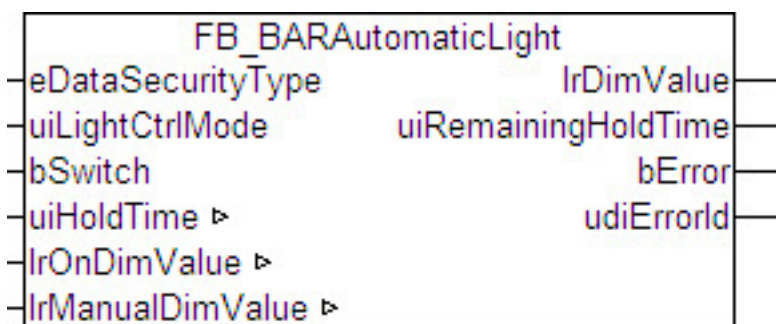 FB_BARAutomaticLight
eDataSecurityType lrDimValue
uiLightCtrlMode uiRemainingHoldTime
bSwitch bError
uiHoldTime udiErrorId
lrOnDimValue
lrManualDimValue